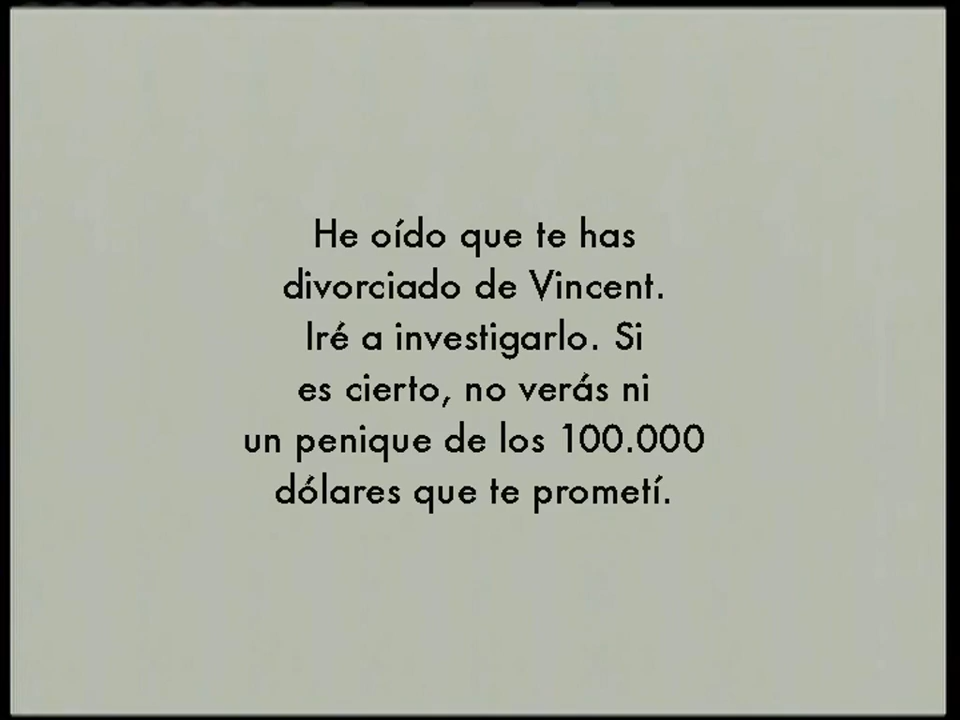 He oído que te has
divorciado de Vincent.
Iré a investigarlo. Si
es cierto, no verás ni
un penique de los 100.000
dólares que te prometí.